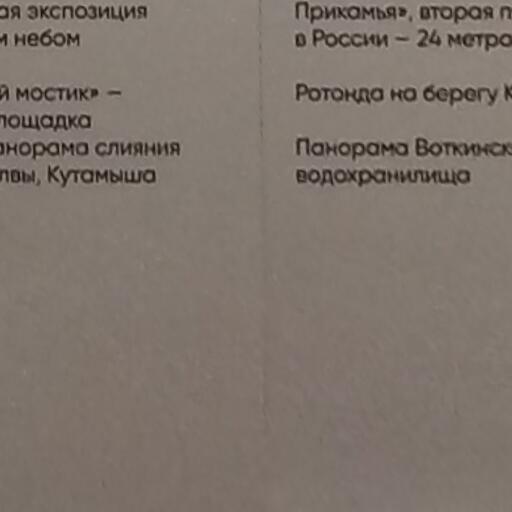 ая экспозиция
м небом
й мостик» –
лощадка
анорама слияния
лвы, Кутамыша
Прикамья», вторая п
в России – 24 метро
Ротонда на берегу К
Панорама Воткинск
водохранилища